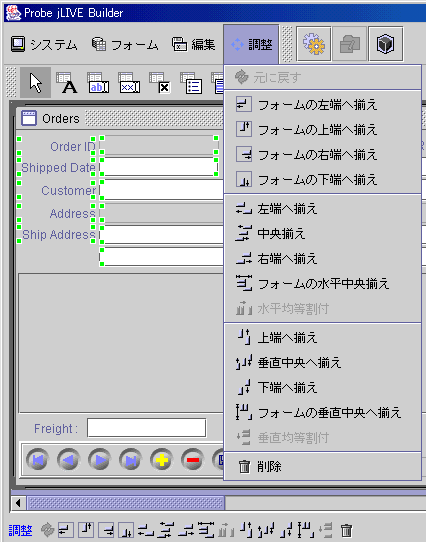 Probe jLIVE Builder
システム フォーム 編集 調整
元に戻す
フォームの左端へ揃え
フォームの上端へ揃え
フォームの右端へ揃え
フォームの下端へ揃え
左端へ揃え
中央揃え
右端へ揃え
フォームの水平中央揃え
水平均等割付
上端へ揃え
垂直中央へ揃え
下端へ揃え
フォームの垂直中央へ揃え
垂直均等割付
削除
Orders
Order ID
Shipped Date
Customer
Address
Ship Address
Freight :
調整